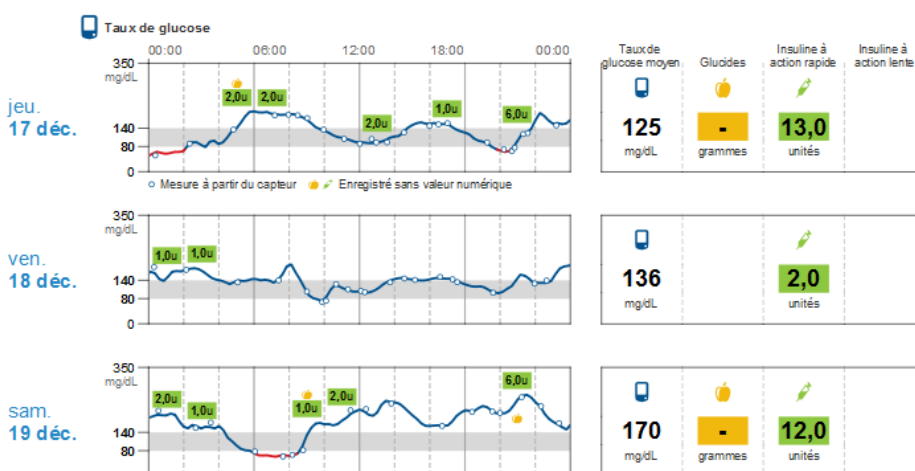 Taux de glucose
00:00 06:00 12:00 18:00 00:00
Taux de glucose moyen Glucides Insuline à action rapide Insuline à action lente
jeu.
17 déc.
350
mg/dL
140
80
0
2,0u 2,0u 2,0u 1,0u 6,0u
125 - 13,0
mg/dL grammes unités
Mesure à partir du capteur Enregistré sans valeur numérique
ven.
18 déc.
350
mg/dL
140
80
0
1,0u 1,0u
136 2,0
mg/dL unités
sam.
19 déc.
350
mg/dL
140
80
2,0u 1,0u 1,0u 2,0u 6,0u
170 - 12,0
mg/dL grammes unités